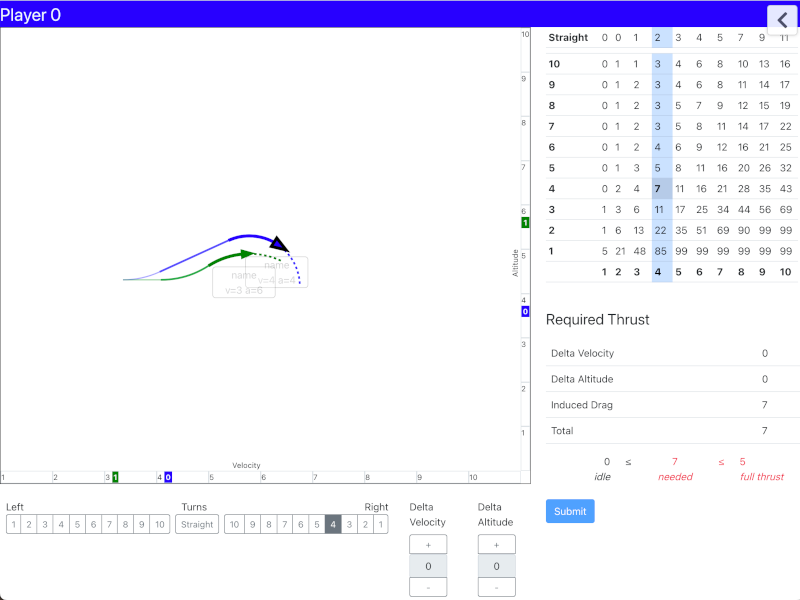 Player 0
Straight 0 0 1 2 3 4 5 7 9 11
10 0 1 1 3 4 6 8 10 13 16
9 0 1 2 3 4 6 8 11 14 17
8 0 1 2 3 5 7 9 12 15 19
7 0 1 2 3 5 8 11 14 17 22
6 0 1 2 4 6 9 12 16 21 25
5 0 1 3 5 8 11 16 20 26 32
4 0 2 4 7 11 16 21 28 35 43
3 1 3 6 11 17 25 34 44 56 69
2 1 6 13 22 35 51 69 90 99 99
1 5 21 48 85 99 99 99 99 99 99
1 2 3 4 5 6 7 8 9 10
10
9
8
7
6
1
5
4
0
3
2
1
Altitude
name
v=4 a=4
name
v=3 a=6
Velocity
1 2 3 1 4 0 5 6 7 8 9 10
Required Thrust
Delta Velocity 0
Delta Altitude 0
Induced Drag 7
Total 7
0 ≤ 7 ≤ 5
idle needed full thrust
Submit
Left Turns Right
1 2 3 4 5 6 7 8 9 10 Straight 10 9 8 7 6 5 4 3 2 1
Delta
Velocity
+
0
-
Delta
Altitude
+
0
-